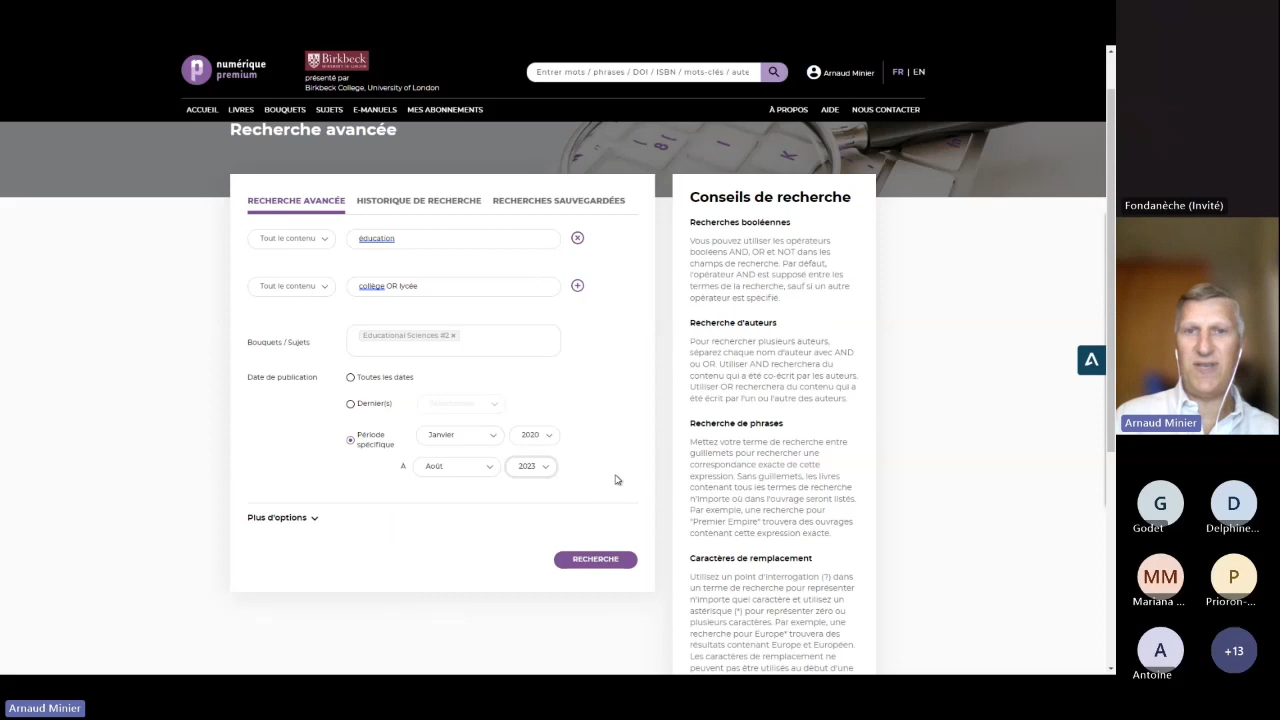 numérique
premium
Birkbeck
présenté par
Birkbeck College, University of London
Entrer mots / phrases / DOI / ISBN / mots-clés / aute
Arnaud Minier
FR | EN
ACCUEIL LIVRES BOUQUETS SUJETS E-MANUELS MES ABONNEMENTS
À PROPOS AIDE NOUS CONTACTER
Recherche avancée
RECHERCHE AVANCÉE HISTORIQUE DE RECHERCHE RECHERCHES SAUVEGARDÉES
Tout le contenu éducation
Tout le contenu collège OR lycée
Bouquets / Sujets Educational Sciences #2 ×
Date de publication Toutes les dates
Dernier(s)
Période
spécifique
Janvier 2020
À Août 2023
Plus d'options
RECHERCHE
Conseils de recherche
Recherches booléennes
Vous pouvez utiliser les opérateurs
booléens AND, OR et NOT dans les
champs de recherche. Par défaut,
l'opérateur AND est supposé entre les
termes de la recherche, sauf si un autre
opérateur est spécifié.
Recherche d'auteurs
Pour rechercher plusieurs auteurs,
séparez chaque nom d'auteur avec AND
ou OR. Utiliser AND recherchera du
contenu qui a été co-écrit par les auteurs.
Utiliser OR recherchera du contenu qui a
été écrit par l'un ou l'autre des auteurs.
Recherche de phrases
Mettez votre terme de recherche entre
guillemets pour rechercher une
correspondance exacte de cette
expression. Sans guillemets, les livres
contenant tous les termes de recherche
n'importe où dans l'ouvrage seront listés.
Par exemple, une recherche pour
"Premier Empire" trouvera des ouvrages
contenant cette expression exacte.
Caractères de remplacement
Utilisez un point d'interrogation (?) dans
un terme de recherche pour représenter
n'importe quel caractère et utilisez un
astérisque (*) pour représenter zéro ou
plusieurs caractères. Par exemple, une
recherche pour Europe* trouvera des
résultats contenant Europe et Européen.
Les caractères de remplacement ne
peuvent pas être utilisés au début d'une
Fondanèche (Invité)
Arnaud Minier
G
Godet
D
Delphine...
MM
Mariana ...
P
Prioron-...
A
Antoine
+13
Arnaud Minier